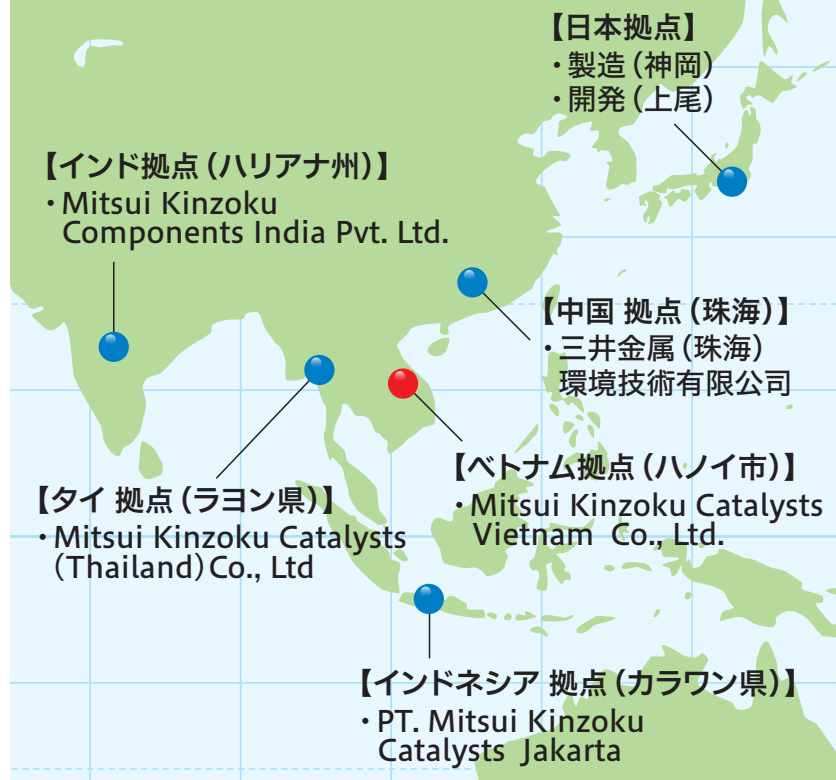 【日本拠点】
・製造（神岡）
・開発（上尾）
【インド拠点（ハリアナ州）】
・Mitsui Kinzoku
Components India Pvt. Ltd.
【中国 拠点（珠海）】
・三井金属（珠海）
環境技術有限公司
【ベトナム拠点（ハノイ市）】
・Mitsui Kinzoku Catalysts
Vietnam Co., Ltd.
【タイ 拠点（ラヨン県）】
・Mitsui Kinzoku Catalysts
（Thailand）Co., Ltd
【インドネシア 拠点（カラワン県）】
・PT. Mitsui Kinzoku
Catalysts Jakarta